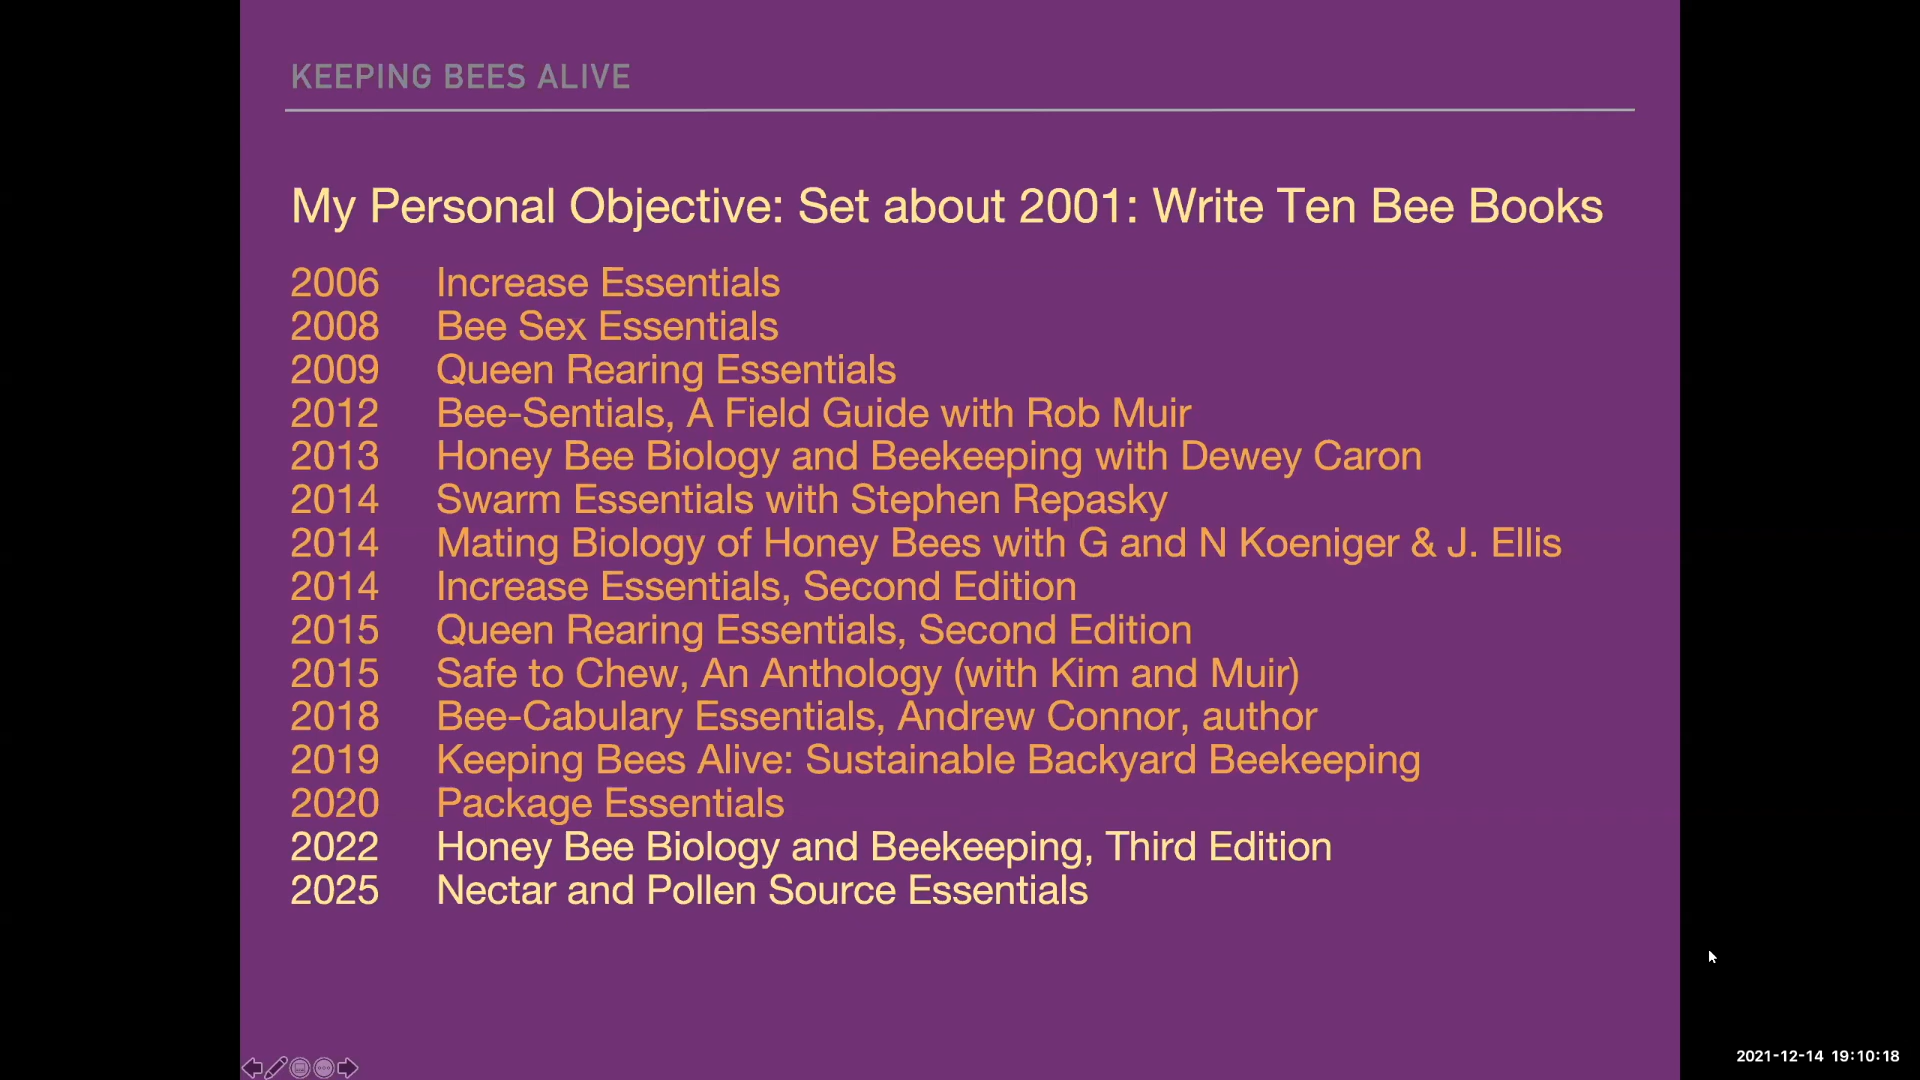 KEEPING BEES ALIVE
My Personal Objective: Set about 2001: Write Ten Bee Books
2006 Increase Essentials
2008 Bee Sex Essentials
2009 Queen Rearing Essentials
2012 Bee-Sentials, A Field Guide with Rob Muir
2013 Honey Bee Biology and Beekeeping with Dewey Caron
2014 Swarm Essentials with Stephen Repasky
2014 Mating Biology of Honey Bees with G and N Koeniger & J. Ellis
2014 Increase Essentials, Second Edition
2015 Queen Rearing Essentials, Second Edition
2015 Safe to Chew, An Anthology (with Kim and Muir)
2018 Bee-Cabulary Essentials, Andrew Connor, author
2019 Keeping Bees Alive: Sustainable Backyard Beekeeping
2020 Package Essentials
2022 Honey Bee Biology and Beekeeping, Third Edition
2025 Nectar and Pollen Source Essentials
2021-12-14 19:10:18